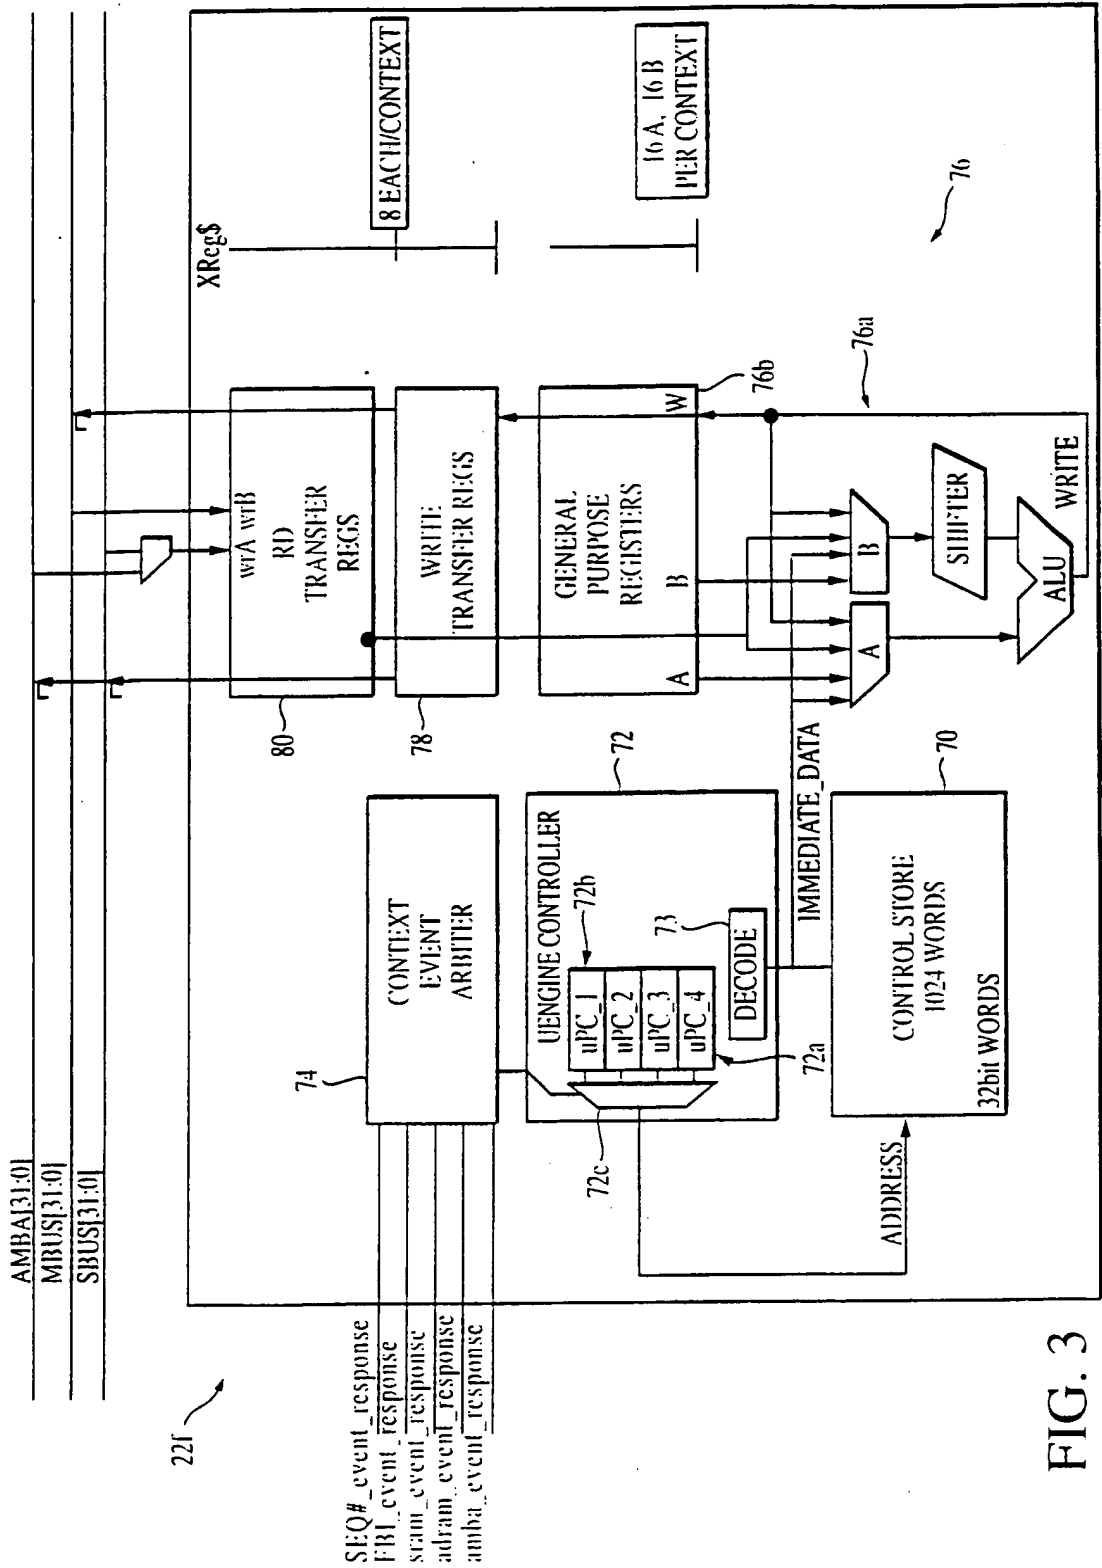 AMBA[31:0]
MBUS[31:0]
SBUS[31:0]
22f
SEQ#_event_response
FBI_event_response
sram_event_response
adram_event_response
amba_event_response
74
CONTEXT
EVENT
ARBITER
72
UENGINE CONTROLLER
72b
uPC_1
uPC_2
uPC_3
uPC_4
72a
72c
73
DECODE
IMMEDIATE_DATA
ADDRESS
70
CONTROL STORE
1024 WORDS
32bit WORDS
80
wrA wrB
RD
TRANSFER
REGS
78
WRITE
TRANSFER REGS
GENERAL
PURPOSE
REGISTERS
A
B
W
76b
76a
A
B
SHIFTER
ALU
WRITE
XReg$
8 EACH/CONTEXT
16 A, 16 B
PER CONTEXT
76
FIG. 3